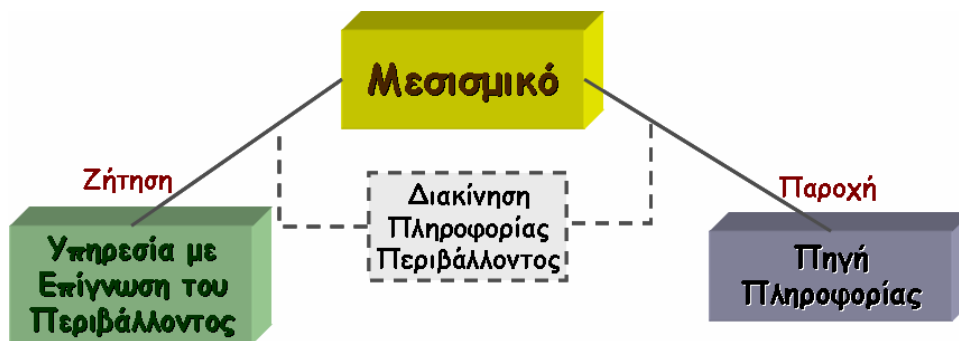 Μεσισμικό
Ζήτηση
Παροχή
Διακίνηση
Πληροφορίας
Περιβάλλοντος
Υπηρεσία με
Επίγνωση του
Περιβάλλοντος
Πηγή
Πληροφορίας